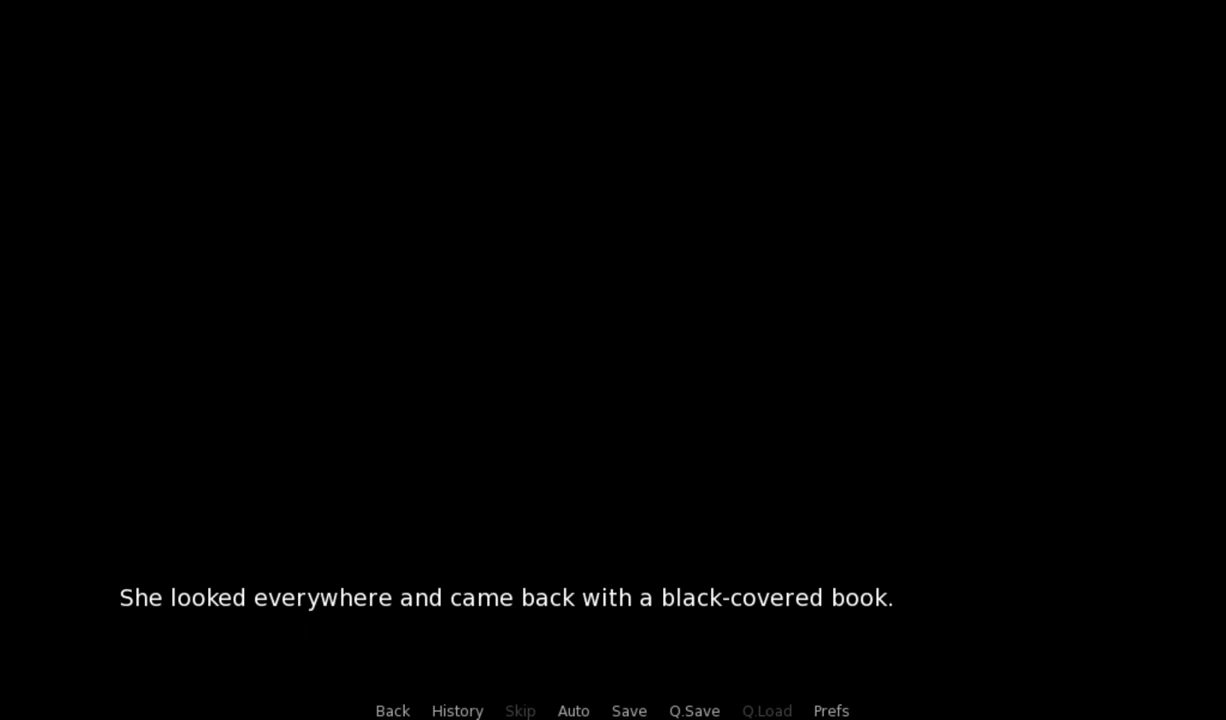 She looked everywhere and came back with a black-covered book.
Back History Skip Auto Save Q.Save Q.Load Prefs